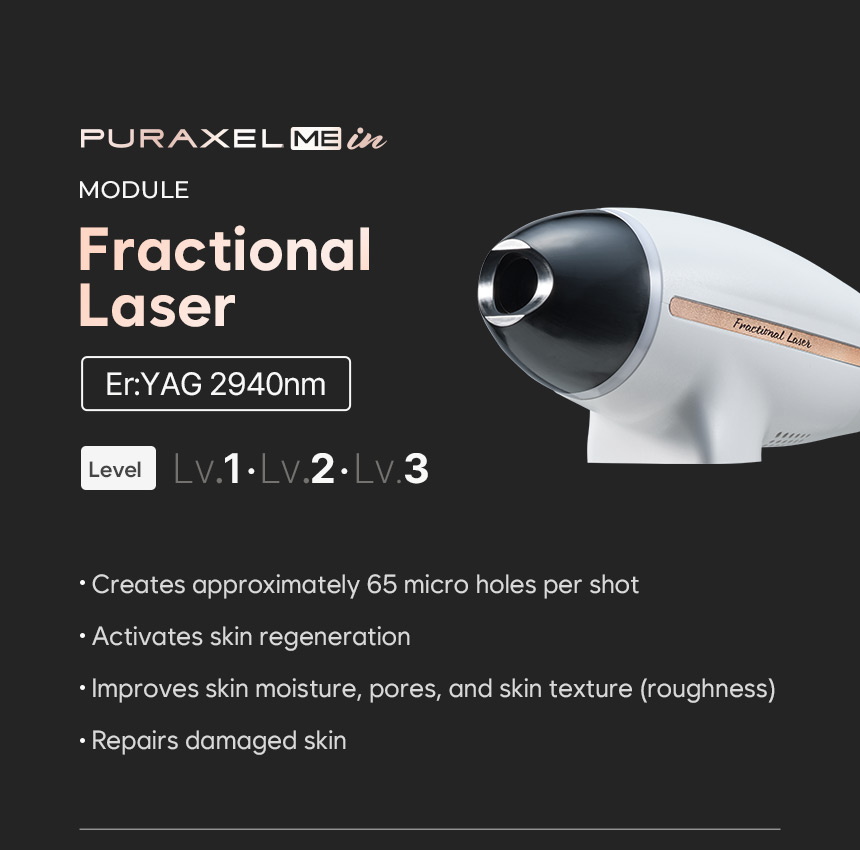 PURAXEL ME in
MODULE
Fractional
Laser
Er:YAG 2940nm
Level Lv.1·Lv.2·Lv.3
Fractional Laser
• Creates approximately 65 micro holes per shot
• Activates skin regeneration
• Improves skin moisture, pores, and skin texture (roughness)
• Repairs damaged skin